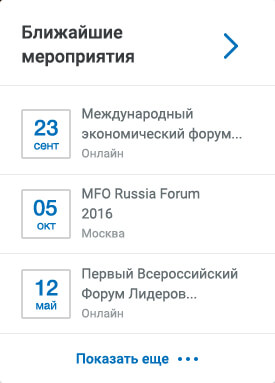 Ближайшие
мероприятия
23
сент
Международный
экономический форум...
Онлайн
05
окт
MFO Russia Forum
2016
Москва
12
май
Первый Всероссийский
Форум Лидеров...
Онлайн
Показать еще •••